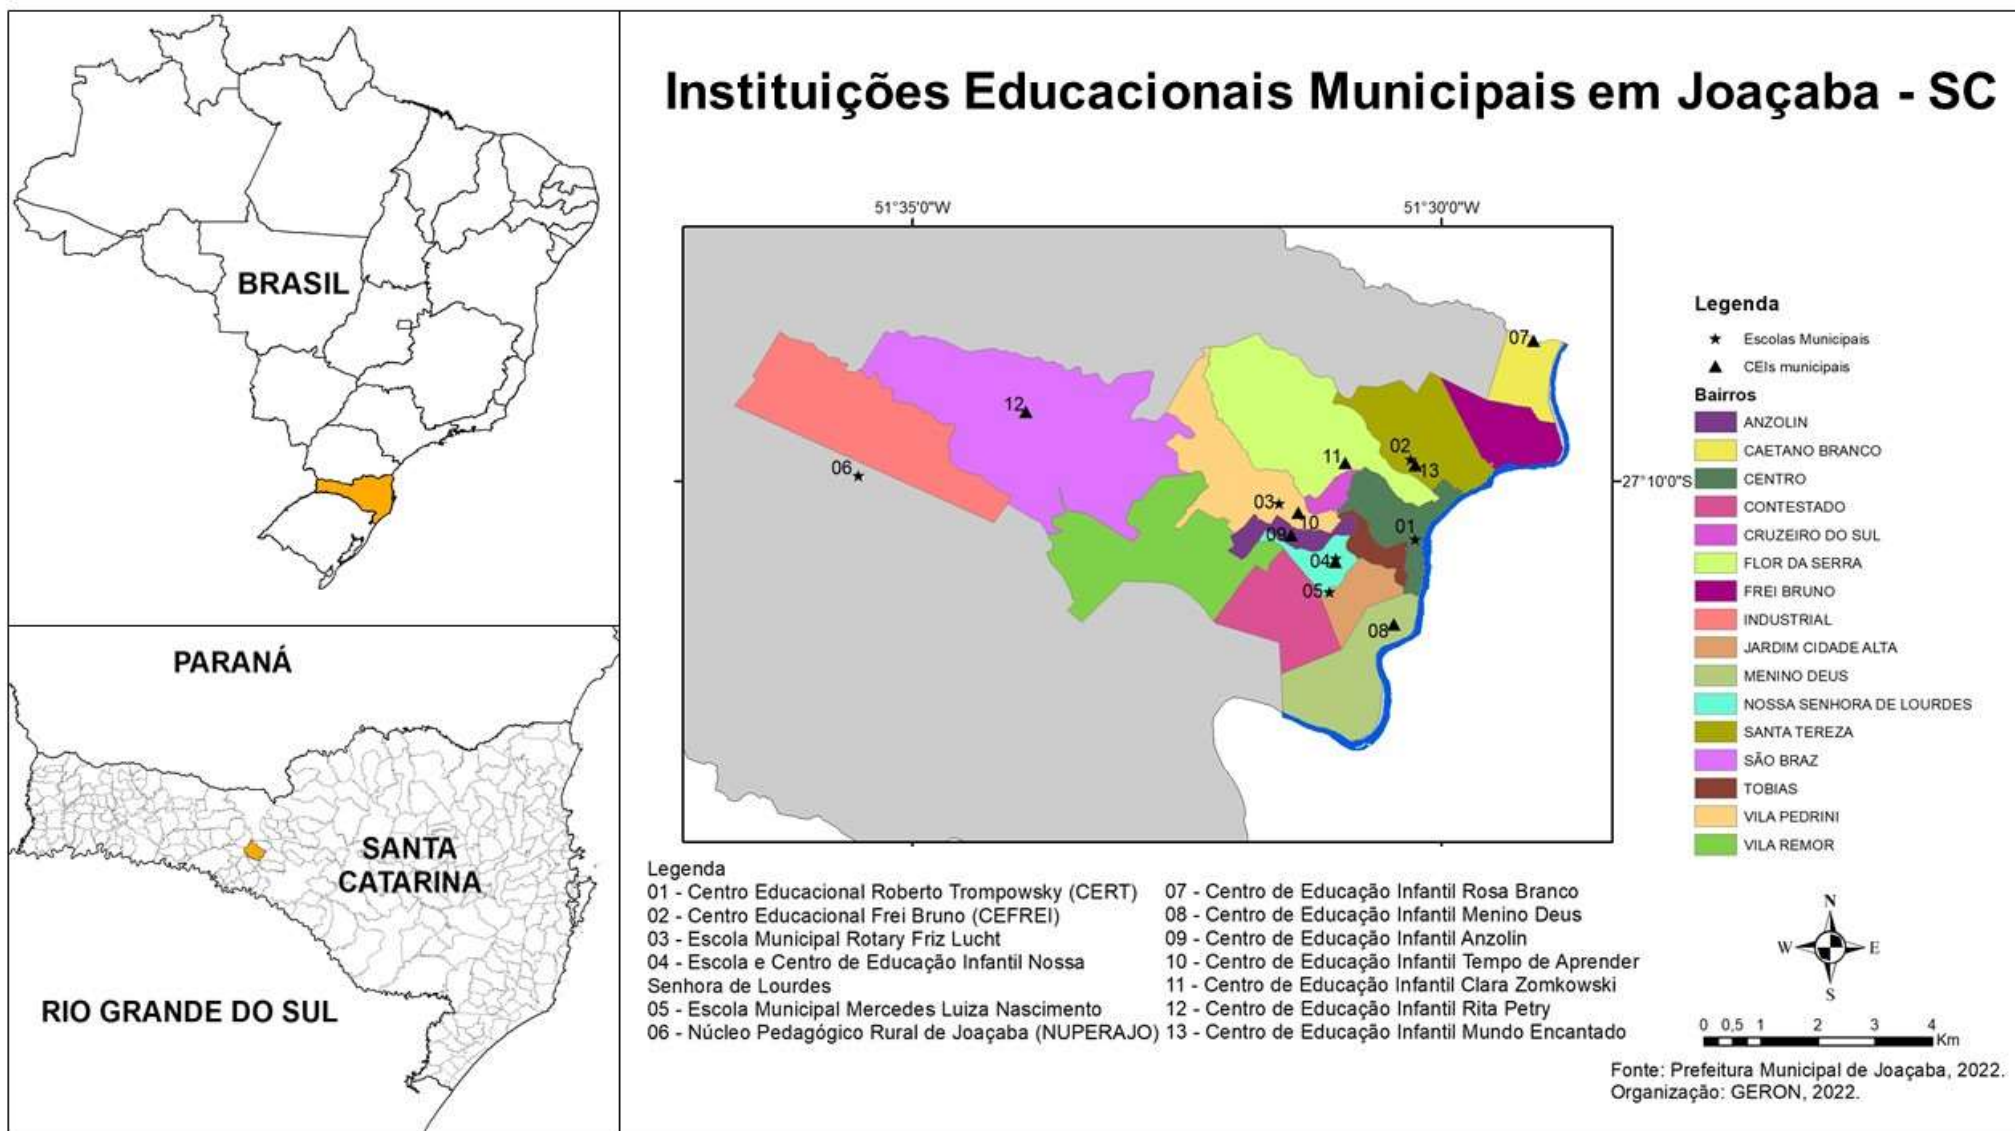 Instituições Educacionais Municipais em Joaçaba - SC
BRASIL
PARANÁ
SANTA
CATARINA
RIO GRANDE DO SUL
51°35'0"W
51°30'0"W
27°10'0"S
07
12
06
11
02
13
03
10
09
01
04
05
08
Legenda
Escolas Municipais
CEIs municipais
Bairros
ANZOLIN
CAETANO BRANCO
CENTRO
CONTESTADO
CRUZEIRO DO SUL
FLOR DA SERRA
FREI BRUNO
INDUSTRIAL
JARDIM CIDADE ALTA
MENINO DEUS
NOSSA SENHORA DE LOURDES
SANTA TEREZA
SÃO BRAZ
TOBIAS
VILA PEDRINI
VILA REMOR
Legenda
01 - Centro Educacional Roberto Trompowsky (CERT)
02 - Centro Educacional Frei Bruno (CEFREI)
03 - Escola Municipal Rotary Friz Lucht
04 - Escola e Centro de Educação Infantil Nossa
Senhora de Lourdes
05 - Escola Municipal Mercedes Luiza Nascimento
06 - Núcleo Pedagógico Rural de Joaçaba (NUPERAJO)
07 - Centro de Educação Infantil Rosa Branco
08 - Centro de Educação Infantil Menino Deus
09 - Centro de Educação Infantil Anzolin
10 - Centro de Educação Infantil Tempo de Aprender
11 - Centro de Educação Infantil Clara Zomkowski
12 - Centro de Educação Infantil Rita Petry
13 - Centro de Educação Infantil Mundo Encantado
N
W E
S
0 0,5 1 2 3 4
Km
Fonte: Prefeitura Municipal de Joaçaba, 2022.
Organização: GERON, 2022.